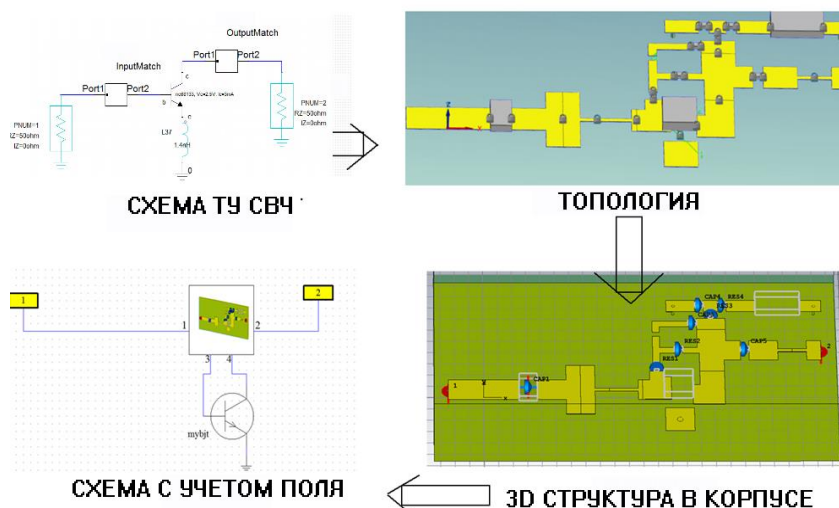 OutputMatch
Port1 Port2
InputMatch
Port1 Port2
c
b
e
PNUM=1
RZ=50ohm
IZ=0ohm
L37
1.4nH
0
PNUM=2
RZ=50ohm
IZ=0ohm
СХЕМА ТУ СВЧ
Z
ТОПОЛОГИЯ
1
2
1
2
3 4
mybjt
СХЕМА С УЧЕТОМ ПОЛЯ
CAP4 RES4
RES3
RES2
CAP5
2
RES1
CAP1
1
3D СТРУКТУРА В КОРПУСЕ